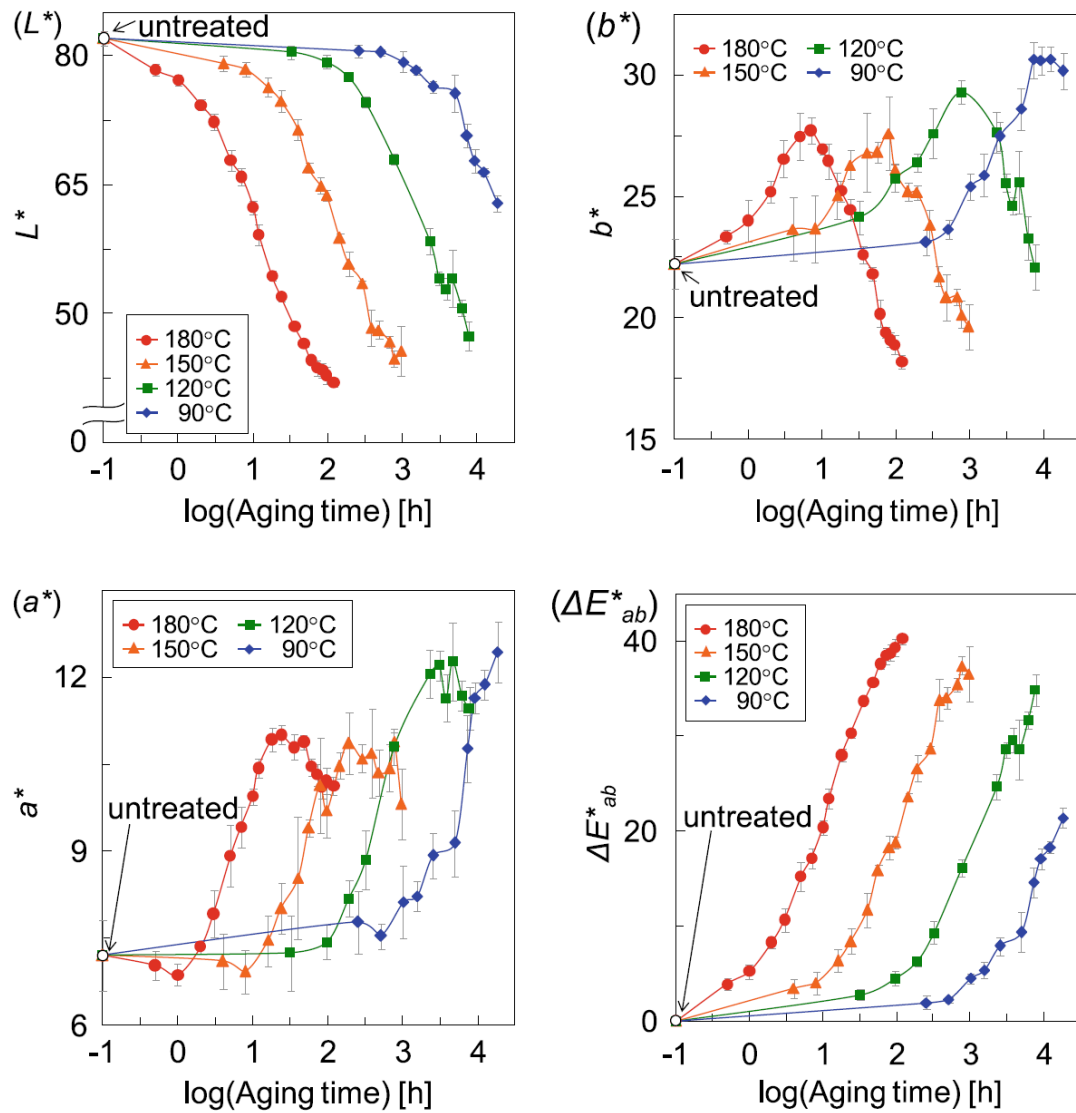 (L*)
untreated
80
65
50
0
L*
180°C
150°C
120°C
90°C
-1 0 1 2 3 4
log(Aging time) [h]
(b*)
180°C 120°C
150°C 90°C
30
25
20
15
b*
untreated
-1 0 1 2 3 4
log(Aging time) [h]
(a*)
180°C 120°C
150°C 90°C
12
9
6
a*
untreated
-1 0 1 2 3 4
log(Aging time) [h]
(ΔE*ab)
180°C
150°C
120°C
90°C
40
20
0
ΔE*ab
untreated
-1 0 1 2 3 4
log(Aging time) [h]